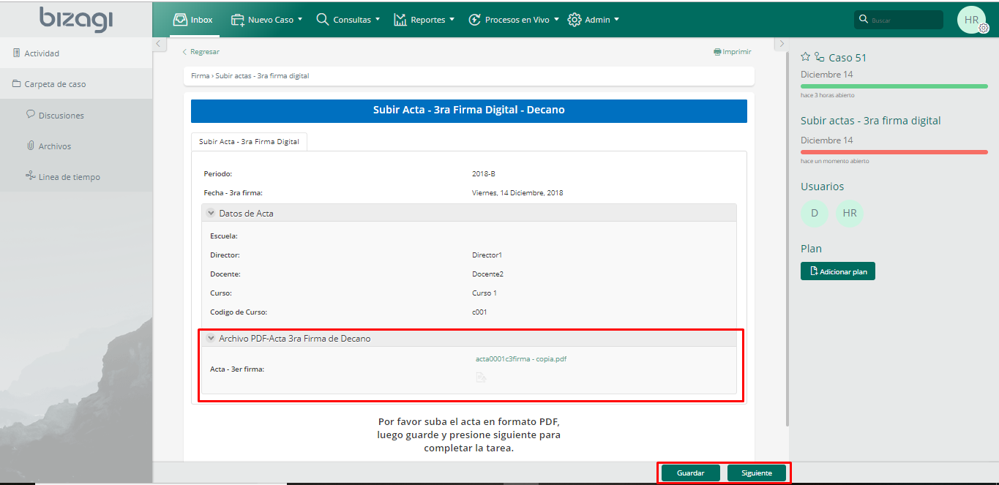 bizagi
Inbox
Nuevo Caso
Consultas
Reportes
Procesos en Vivo
Admin
Buscar
HR
Actividad
Carpeta de caso
Discusiones
Archivos
Linea de tiempo
Regresar
Imprimir
Firma › Subir actas - 3ra firma digital
Subir Acta - 3ra Firma Digital - Decano
Subir Acta - 3ra Firma Digital
Periodo: 2018-B
Fecha - 3ra firma: Viernes, 14 Diciembre, 2018
Datos de Acta
Escuela:
Director: Director1
Docente: Docente2
Curso: Curso 1
Codigo de Curso: c001
Archivo PDF-Acta 3ra Firma de Decano
Acta - 3er firma: acta0001c3firma - copia.pdf
Por favor suba el acta en formato PDF,
luego guarde y presione siguiente para
completar la tarea.
Guardar
Siguiente
Caso 51
Diciembre 14
hace 3 horas abierto
Subir actas - 3ra firma digital
Diciembre 14
hace un momento abierto
Usuarios
D
HR
Plan
Adicionar plan